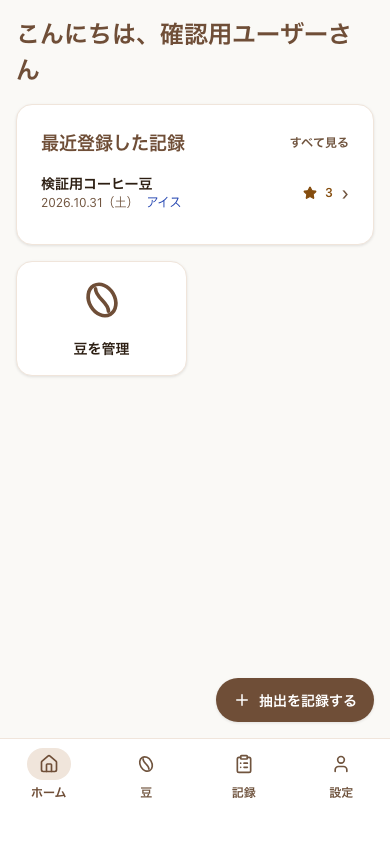 こんにちは、確認用ユーザーさ
ん
最近登録した記録
すべて見る
検証用コーヒー豆
2026.10.31（土） アイス
3
豆を管理
抽出を記録する
ホーム
豆
記録
設定